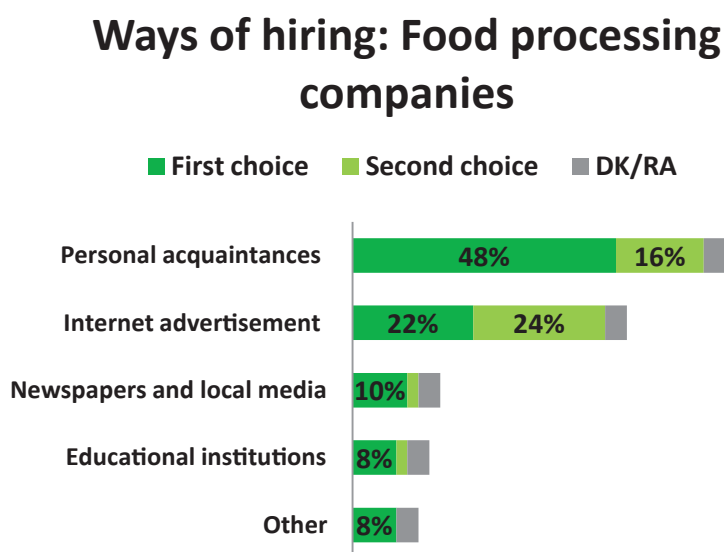 Ways of hiring: Food processing
companies
First choice Second choice DK/RA
Personal acquaintances 48% 16%
Internet advertisement 22% 24%
Newspapers and local media 10%
Educational institutions 8%
Other 8%